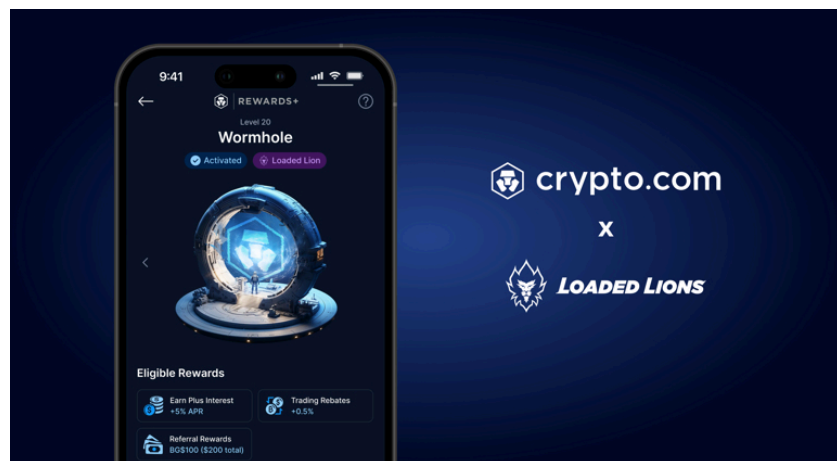 9:41
REWARDS+
Level 20
Wormhole
Activated
Loaded Lion
Eligible Rewards
Earn Plus Interest
+5% APR
Trading Rebates
+0.5%
Referral Rewards
BG$100 ($200 total)
crypto.com
x
LOADED LIONS